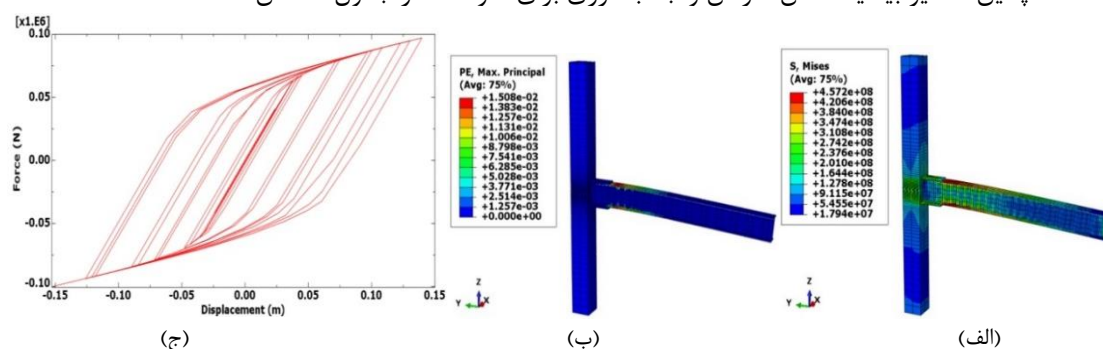 [x1.E6]
0.10
0.05
0.00
-0.05
-0.10
Force (N)
-0.15 -0.10 -0.05 0.00 0.05 0.10 0.15
Displacement (m)
(ج)
PE, Max. Principal
(Avg: 75%)
+1.508e-02
+1.383e-02
+1.257e-02
+1.131e-02
+1.006e-02
+8.798e-03
+7.541e-03
+6.285e-03
+5.028e-03
+3.771e-03
+2.514e-03
+1.257e-03
+0.000e+00
Z
Y X
(ب)
S, Mises
(Avg: 75%)
+4.572e+08
+4.206e+08
+3.840e+08
+3.474e+08
+3.108e+08
+2.742e+08
+2.376e+08
+2.010e+08
+1.644e+08
+1.278e+08
+9.115e+07
+5.455e+07
+1.794e+07
Z
Y X
(الف)